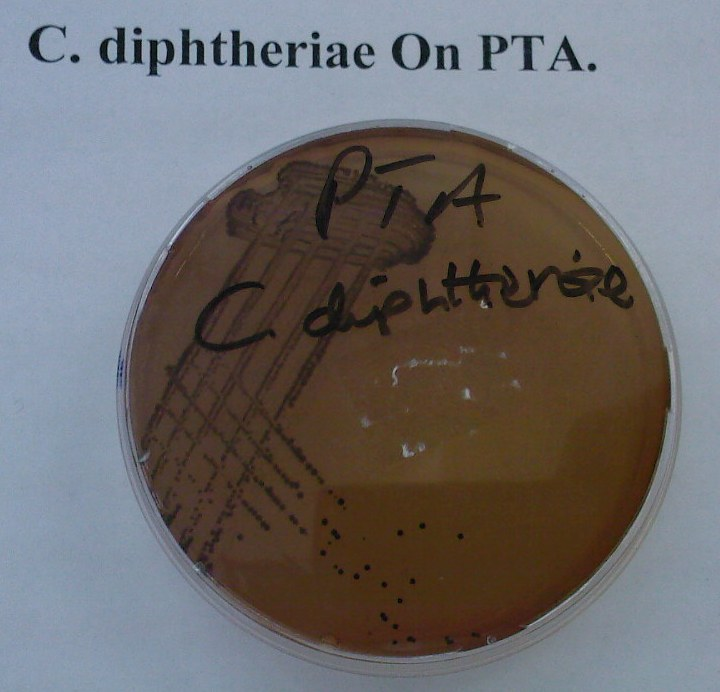 C. diphtheriae On PTA.
PTA
C. diphtheriae